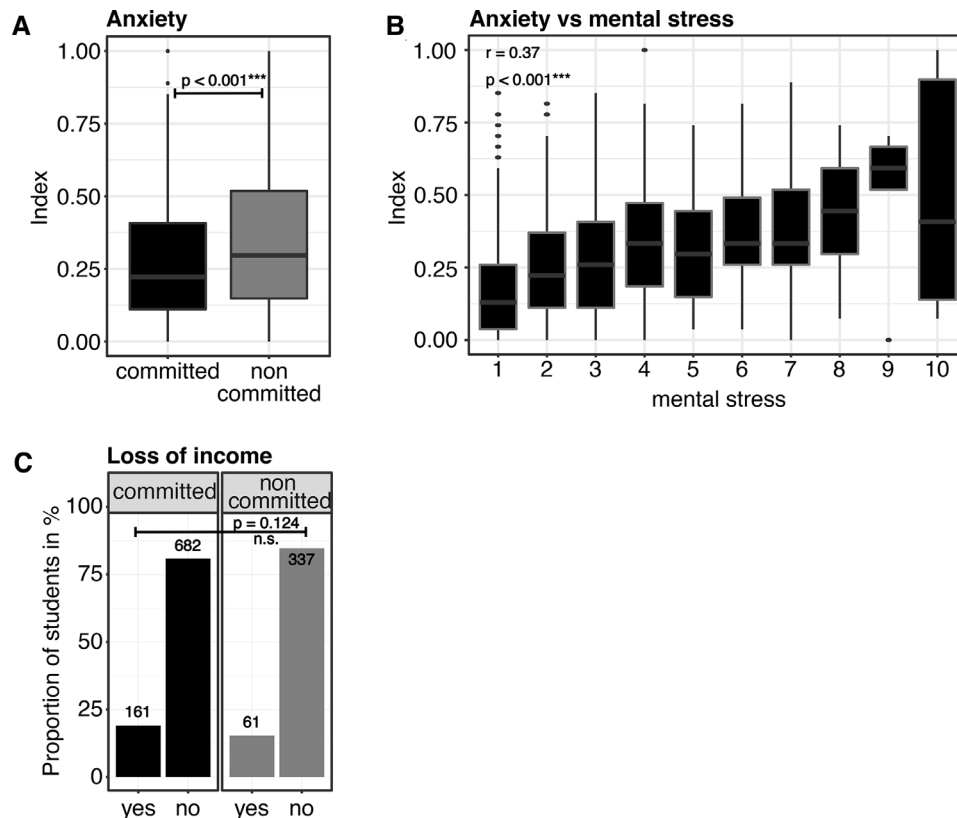 A
Anxiety
Index
1.00
0.75
0.50
0.25
0.00
p < 0.001***
committed
non
committed
B
Anxiety vs mental stress
Index
1.00
0.75
0.50
0.25
0.00
r = 0.37
p < 0.001***
1 2 3 4 5 6 7 8 9 10
mental stress
C
Loss of income
Proportion of students in %
100
75
50
25
0
committed
non
committed
p = 0.124
n.s.
161
682
61
337
yes no yes no